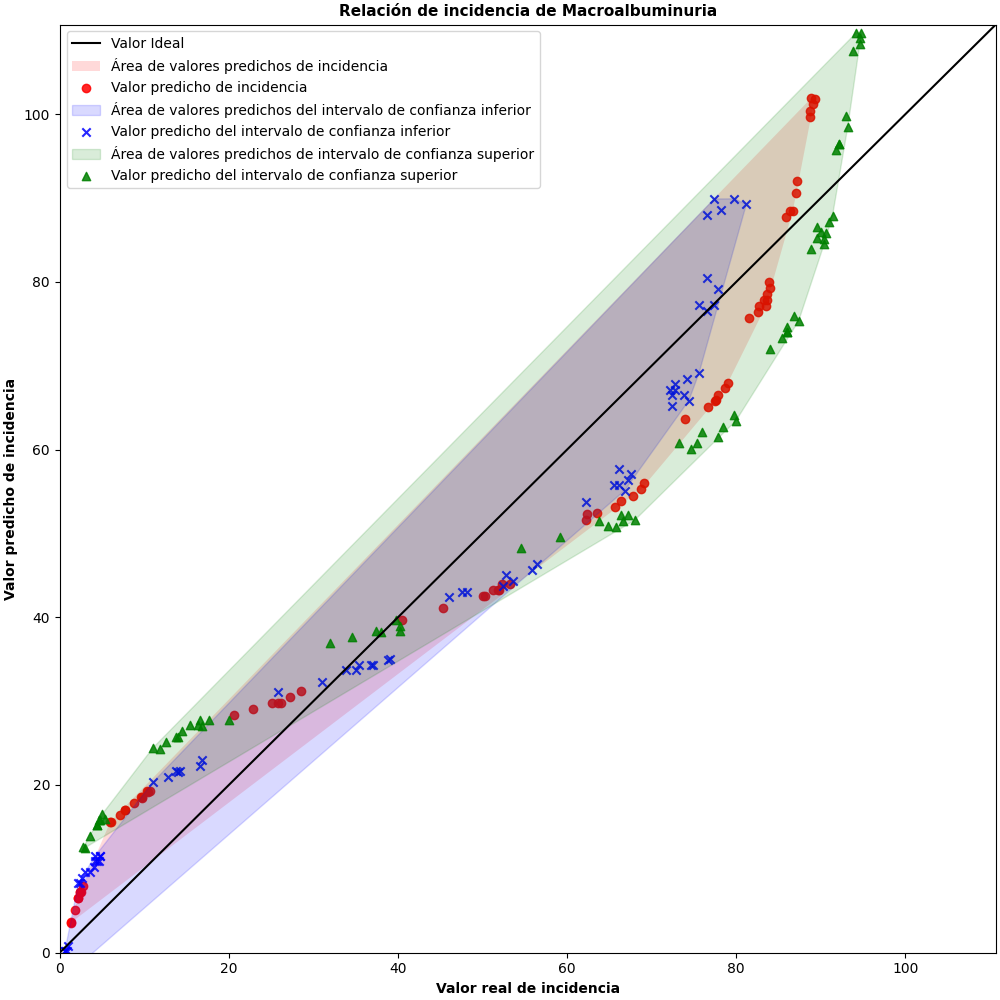 Relación de incidencia de Macroalbuminuria
Valor Ideal
Área de valores predichos de incidencia
Valor predicho de incidencia
Área de valores predichos del intervalo de confianza inferior
Valor predicho del intervalo de confianza inferior
Área de valores predichos de intervalo de confianza superior
Valor predicho del intervalo de confianza superior
Valor predicho de incidencia
100
80
60
40
20
0
0 20 40 60 80 100
Valor real de incidencia